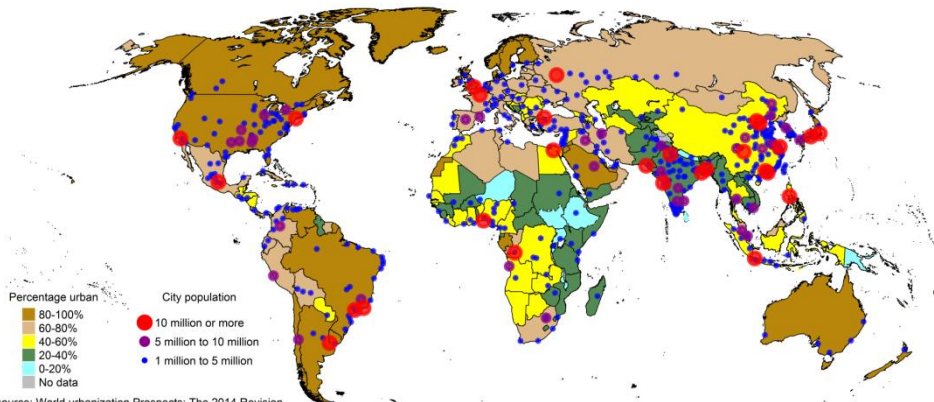 Percentage urban
80-100%
60-80%
40-60%
20-40%
0-20%
No data
City population
10 million or more
5 million to 10 million
1 million to 5 million
source: World urbanization Prospects: The 2014 Revision